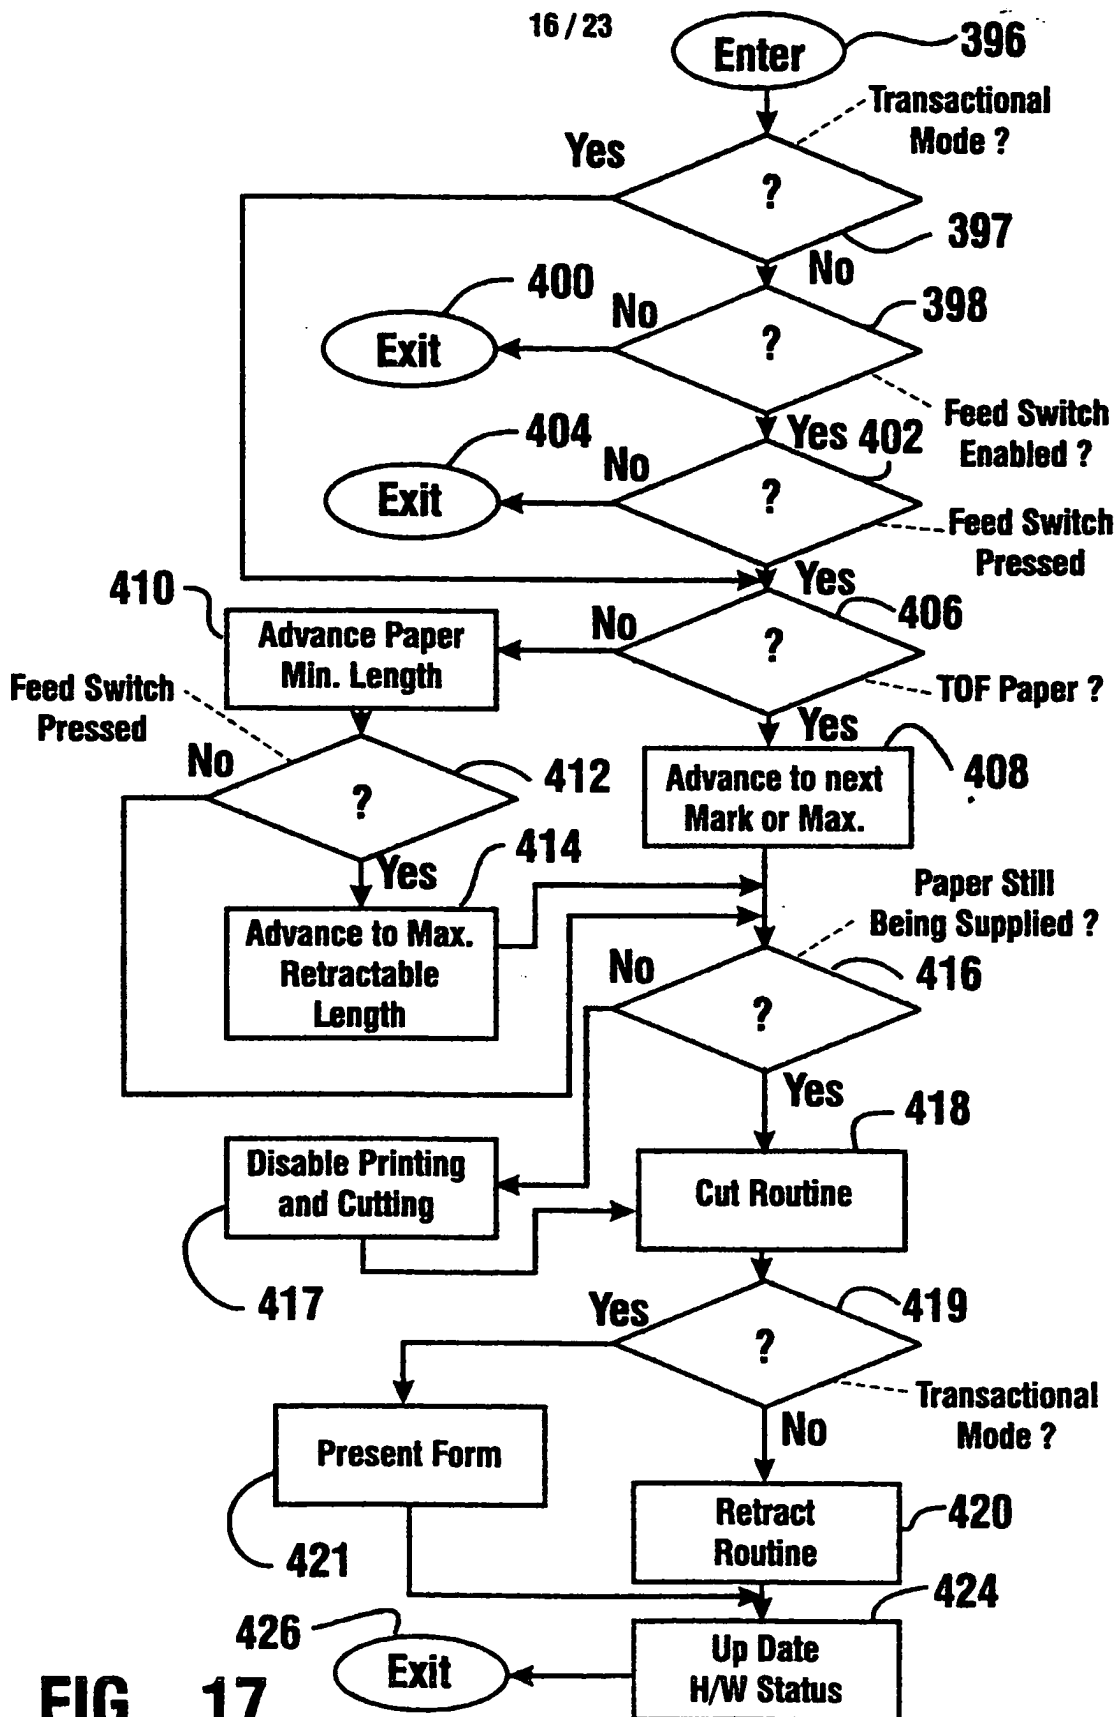 16 / 23
Enter
396
Transactional
Mode ?
Yes
?
397
No
400
398
No
Exit
?
Feed Switch
Enabled ?
404
Yes 402
No
Exit
?
Feed Switch
Pressed
Yes
410
406
Advance Paper
Min. Length
No
?
TOF Paper ?
Feed Switch
Pressed
Yes
No
412
?
408
Advance to next
Mark or Max.
414
Yes
Advance to Max.
Retractable
Length
Paper Still
Being Supplied ?
No
416
?
Yes
418
Disable Printing
and Cutting
Cut Routine
417
Yes
419
?
Transactional
Mode ?
No
Present Form
421
Retract
Routine
420
424
426
Exit
Up Date
H/W Status
FIG 17